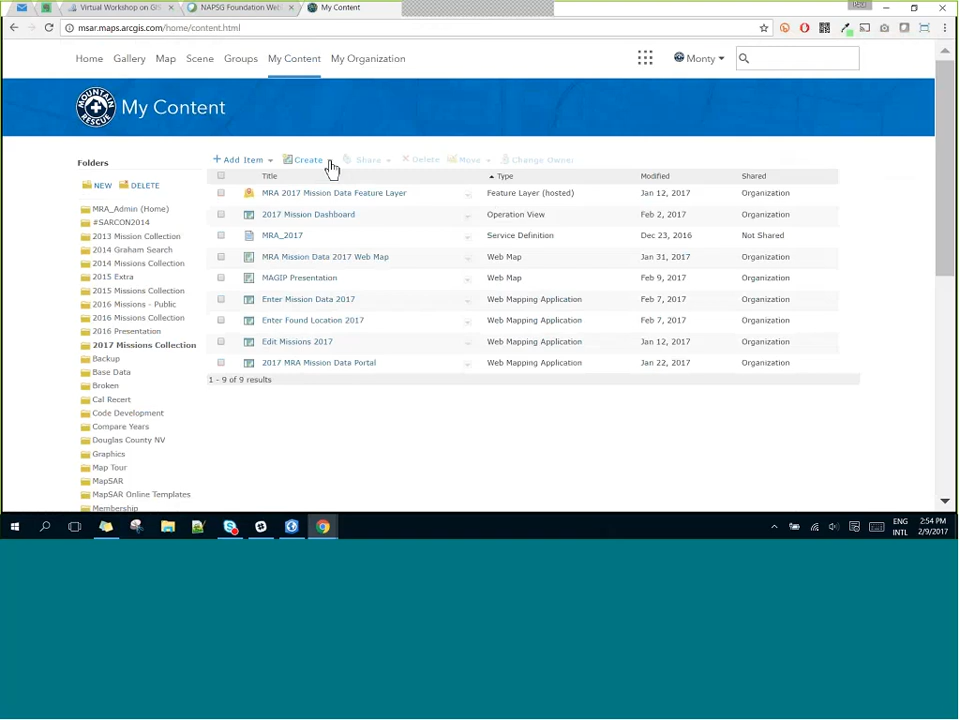 Virtual Workshop on GIS
NAPSG Foundation Web
My Content
msar.maps.arcgis.com/home/content.html
Home Gallery Map Scene Groups My Content My Organization
Monty
MOUNTAIN RESCUE
My Content
Folders
Add Item Create Share Delete Move Change Owner
Title Type Modified Shared
NEW DELETE
MRA 2017 Mission Data Feature Layer Feature Layer (hosted) Jan 12, 2017 Organization
2017 Mission Dashboard Operation View Feb 2, 2017 Organization
MRA_2017 Service Definition Dec 23, 2016 Not Shared
MRA Mission Data 2017 Web Map Web Map Jan 31, 2017 Organization
MAGIP Presentation Web Map Feb 9, 2017 Organization
Enter Mission Data 2017 Web Mapping Application Feb 7, 2017 Organization
Enter Found Location 2017 Web Mapping Application Feb 7, 2017 Organization
Edit Missions 2017 Web Mapping Application Jan 12, 2017 Organization
2017 MRA Mission Data Portal Web Mapping Application Jan 22, 2017 Organization
1 - 9 of 9 results
MRA_Admin (Home)
#SARCON2014
2013 Mission Collection
2014 Graham Search
2014 Missions Collection
2015 Extra
2015 Missions Collection
2016 Missions - Public
2016 Missions Collection
2016 Presentation
2017 Missions Collection
Backup
Base Data
Broken
Cal Recert
Code Development
Compare Years
Douglas County NV
Graphics
Map Tour
MapSAR
MapSAR Online Templates
Membership
ENG
INTL
2:54 PM
2/9/2017